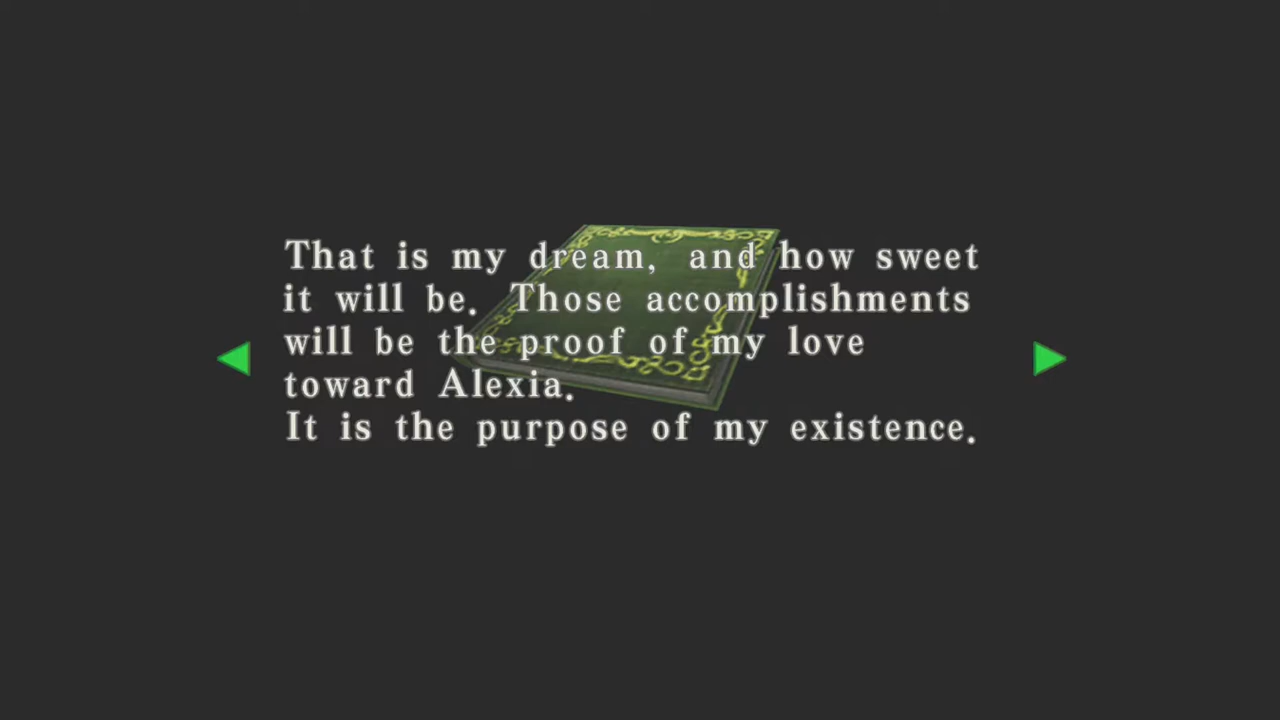 That is my dream, and how sweet
it will be. Those accomplishments
will be the proof of my love
toward Alexia.
It is the purpose of my existence.